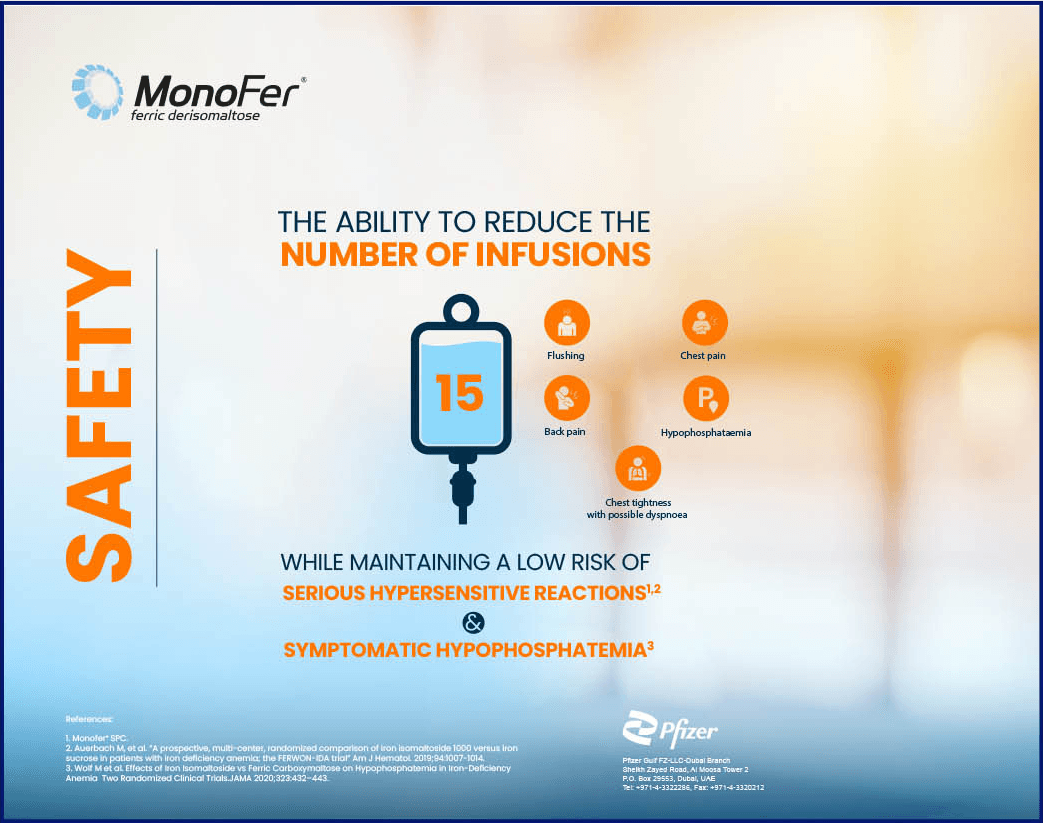 MonoFer®
ferric derisomaltose
SAFETY
THE ABILITY TO REDUCE THE
NUMBER OF INFUSIONS
15
Flushing
Chest pain
Back pain
P
Hypophosphataemia
Chest tightness
with possible dyspnoea
WHILE MAINTAINING A LOW RISK OF
SERIOUS HYPERSENSITIVE REACTIONS1,2
&
SYMPTOMATIC HYPOPHOSPHATEMIA3
References:
1. Monofer® SPC.
2. Auerbach M, et al. "A prospective, multi-center, randomized comparison of iron isomaltoside 1000 versus iron
sucrose in patients with iron deficiency anemia; the FERWON-IDA trial" Am J Hematol. 2019;94:1007-1014.
3. Wolf M et al. Effects of Iron Isomaltoside vs Ferric Carboxymaltose on Hypophosphatemia in Iron-Deficiency
Anemia Two Randomized Clinical Trials.JAMA 2020;323:432–443.
Pfizer
Pfizer Gulf FZ-LLC-Dubai Branch
Sheikh Zayed Road, Al Moosa Tower 2
P.O. Box 29553, Dubai, UAE
Tel: +971-4-3322286, Fax: +971-4-3320212